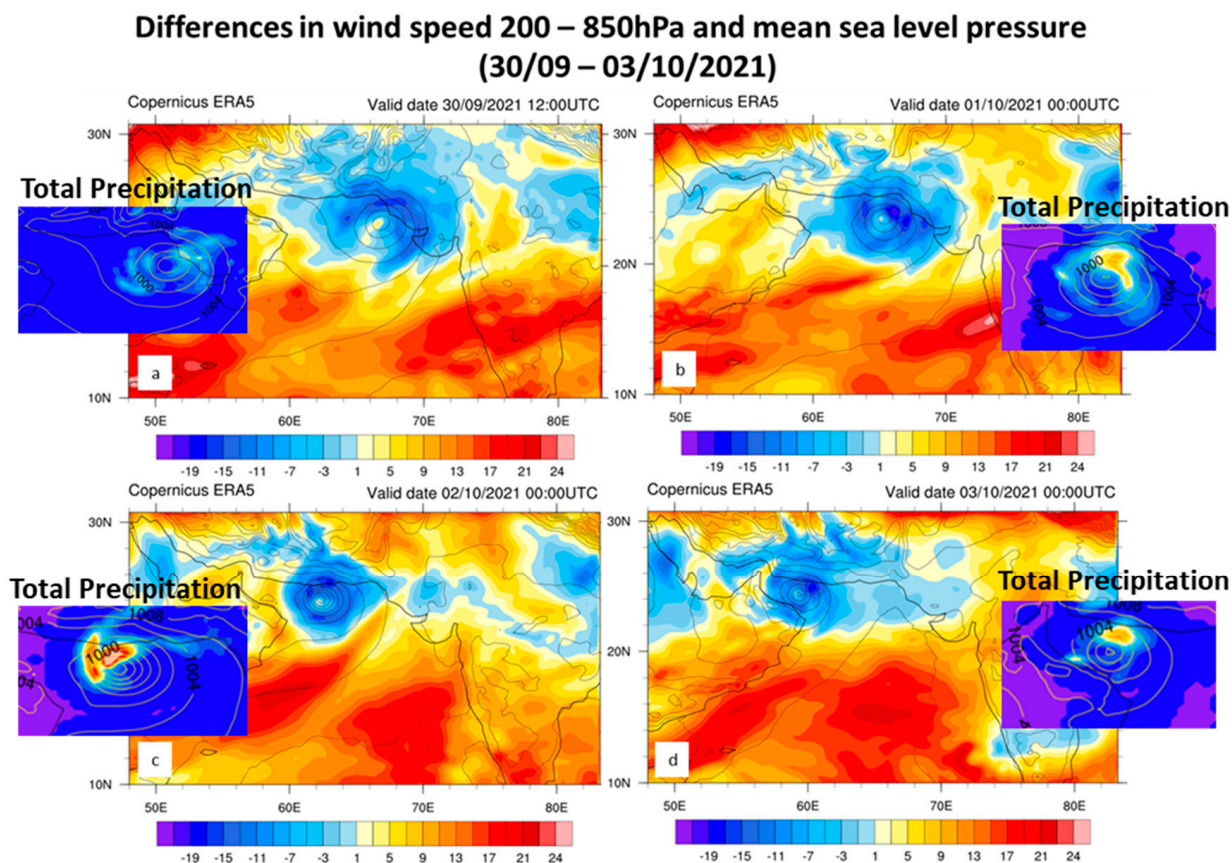 Differences in wind speed 200 – 850hPa and mean sea level pressure
(30/09 – 03/10/2021)
Copernicus ERA5 Valid date 30/09/2021 12:00UTC
30N
20N
10N
50E 60E 70E 80E
a
Total Precipitation
1004
1000
1004
-19 -15 -11 -7 -3 1 5 9 13 17 21 24
Copernicus ERA5 Valid date 01/10/2021 00:00UTC
30N
20N
10N
50E 60E 70E 80E
b
Total Precipitation
1000
1004
1004
-19 -15 -11 -7 -3 1 5 9 13 17 21 24
Copernicus ERA5 Valid date 02/10/2021 00:00UTC
30N
20N
10N
50E 60E 70E 80E
c
Total Precipitation
1008
1000
1004
-19 -15 -11 -7 -3 1 5 9 13 17 21 24
Copernicus ERA5 Valid date 03/10/2021 00:00UTC
30N
20N
10N
50E 60E 70E 80E
d
Total Precipitation
1008
1004
1004
-19 -15 -11 -7 -3 1 5 9 13 17 21 24